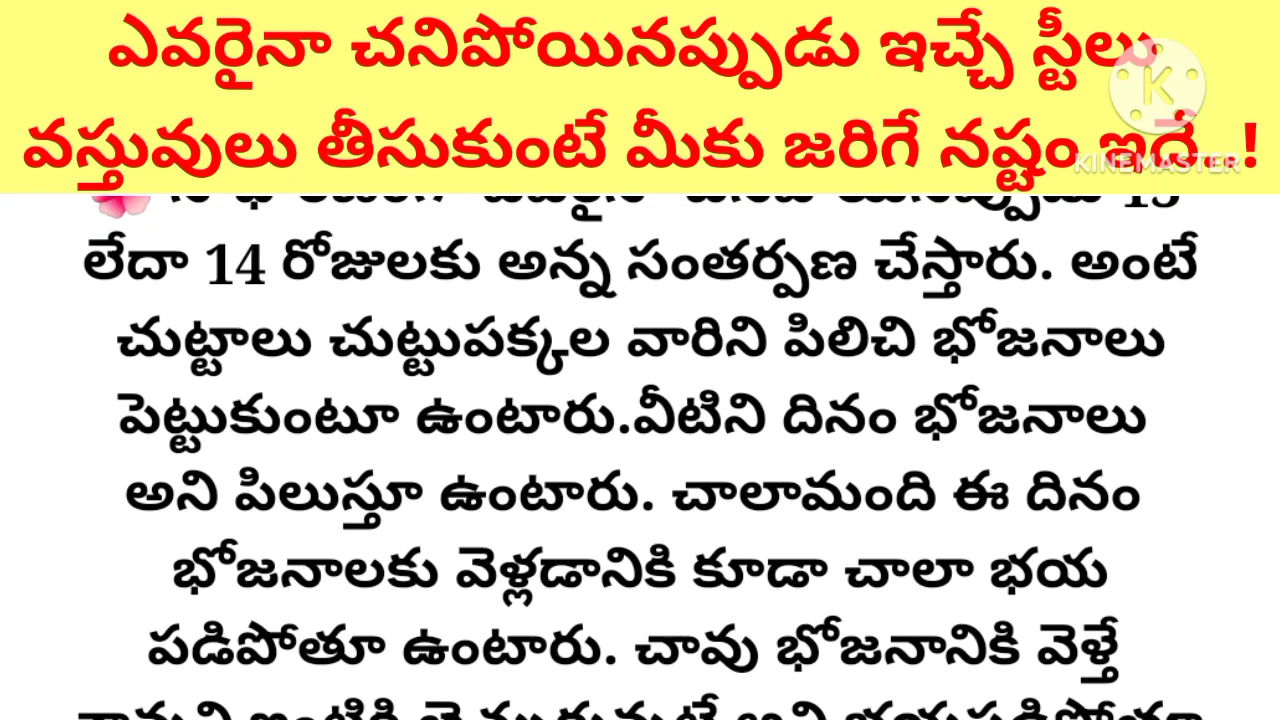 ఎవరైనా చనిపోయినప్పుడు ఇచ్చే స్టీలు
వస్తువులు తీసుకుంటే మీకు జరిగే నష్టం ఇదే..!
KINEMASTER
లేదా 14 రోజులకు అన్న సంతర్పణ చేస్తారు. అంటే
చుట్టాలు చుట్టుపక్కల వారిని పిలిచి భోజనాలు
పెట్టుకుంటూ ఉంటారు.వీటిని దినం భోజనాలు
అని పిలుస్తూ ఉంటారు. చాలామంది ఈ దినం
భోజనాలకు వెళ్లడానికి కూడా చాలా భయ
పడిపోతూ ఉంటారు. చావు భోజనానికి వెళ్తే